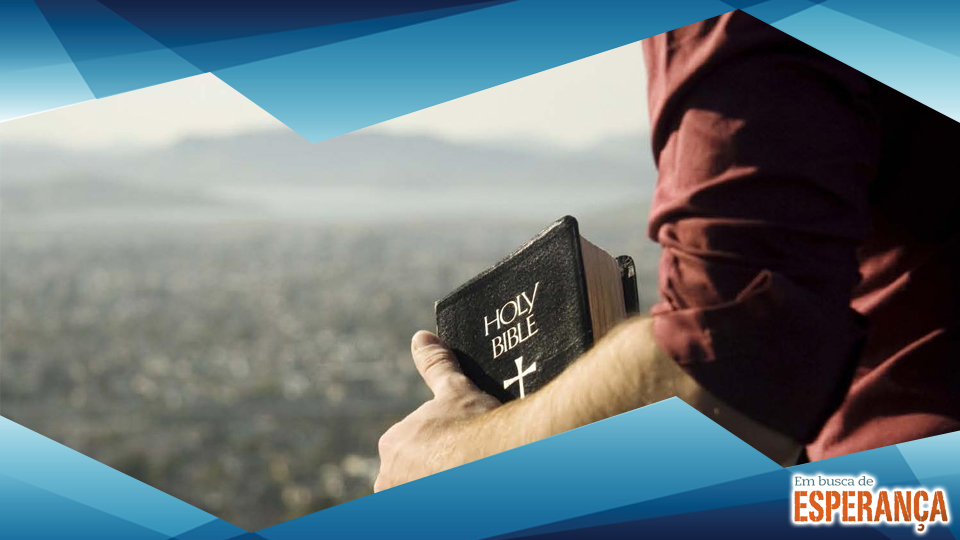 HOLY
BIBLE
Em busca de
ESPERANÇA